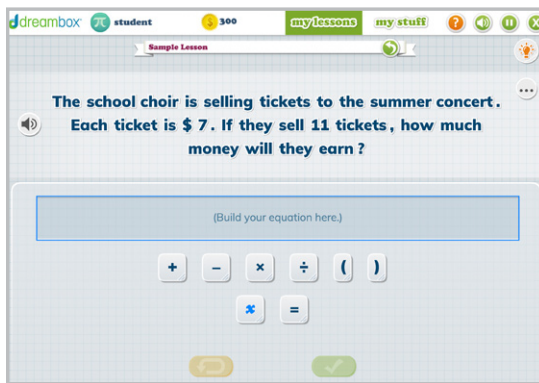 dreambox π student $ 300 my lessons my stuff ?
Sample Lesson
The school choir is selling tickets to the summer concert.
Each ticket is $ 7. If they sell 11 tickets, how much
money will they earn?
(Build your equation here.)
+ − × ÷ ( )
x =